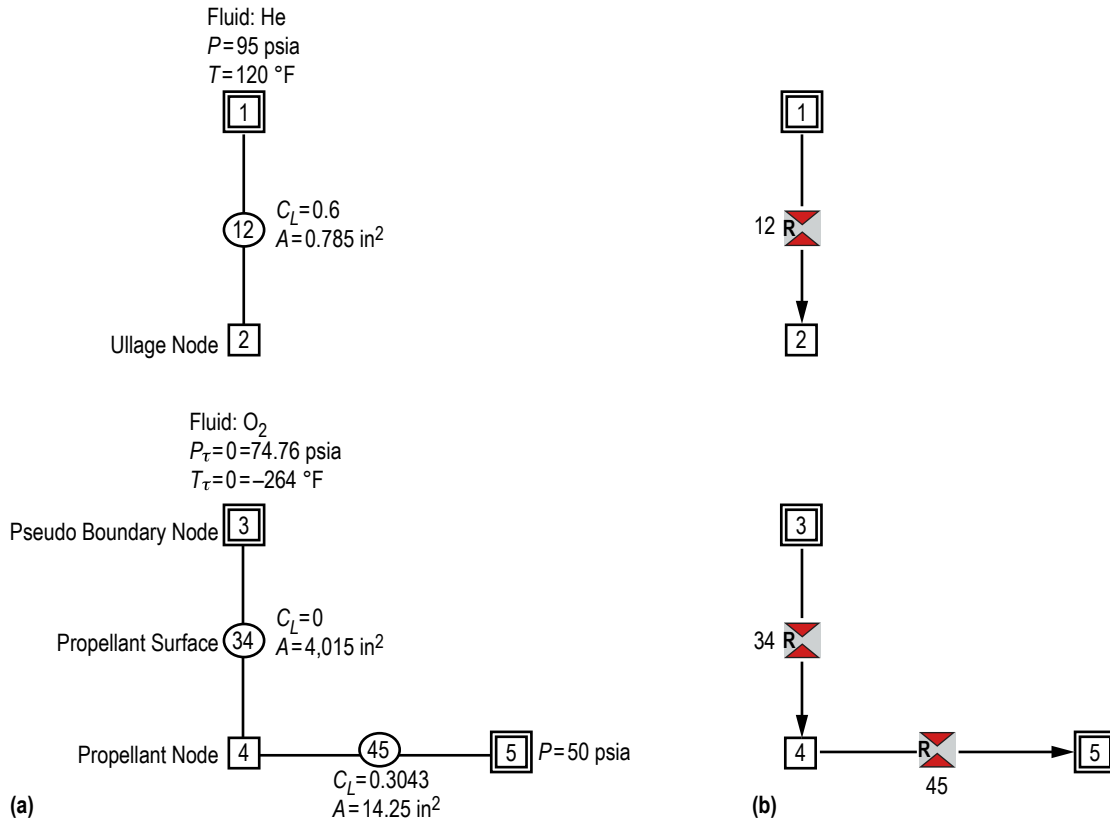 Fluid: He
P=95 psia
T=120 °F
1
12
C_L=0.6
A=0.785 in²
Ullage Node
2
Fluid: O₂
P_τ=0=74.76 psia
T_τ=0=–264 °F
Pseudo Boundary Node
3
Propellant Surface
34
C_L=0
A=4,015 in²
Propellant Node
4
45
5
P=50 psia
C_L=0.3043
A=14.25 in²
(a)
1
12 R
2
3
34 R
4
R
5
45
(b)